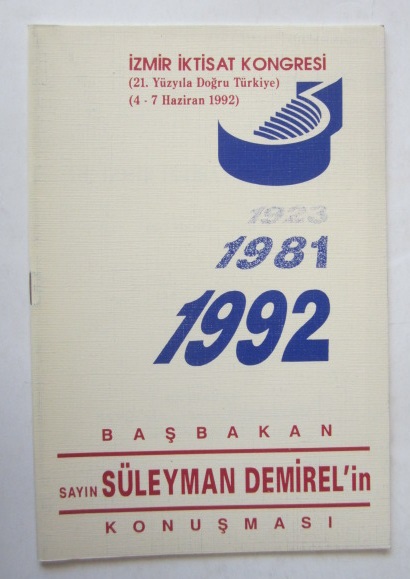 İZMİR İKTİSAT KONGRESİ
(21. Yüzyıla Doğru Türkiye)
(4 - 7 Haziran 1992)
1923
1981
1992
BAŞBAKAN
SAYIN SÜLEYMAN DEMİREL'in
KONUŞMASI